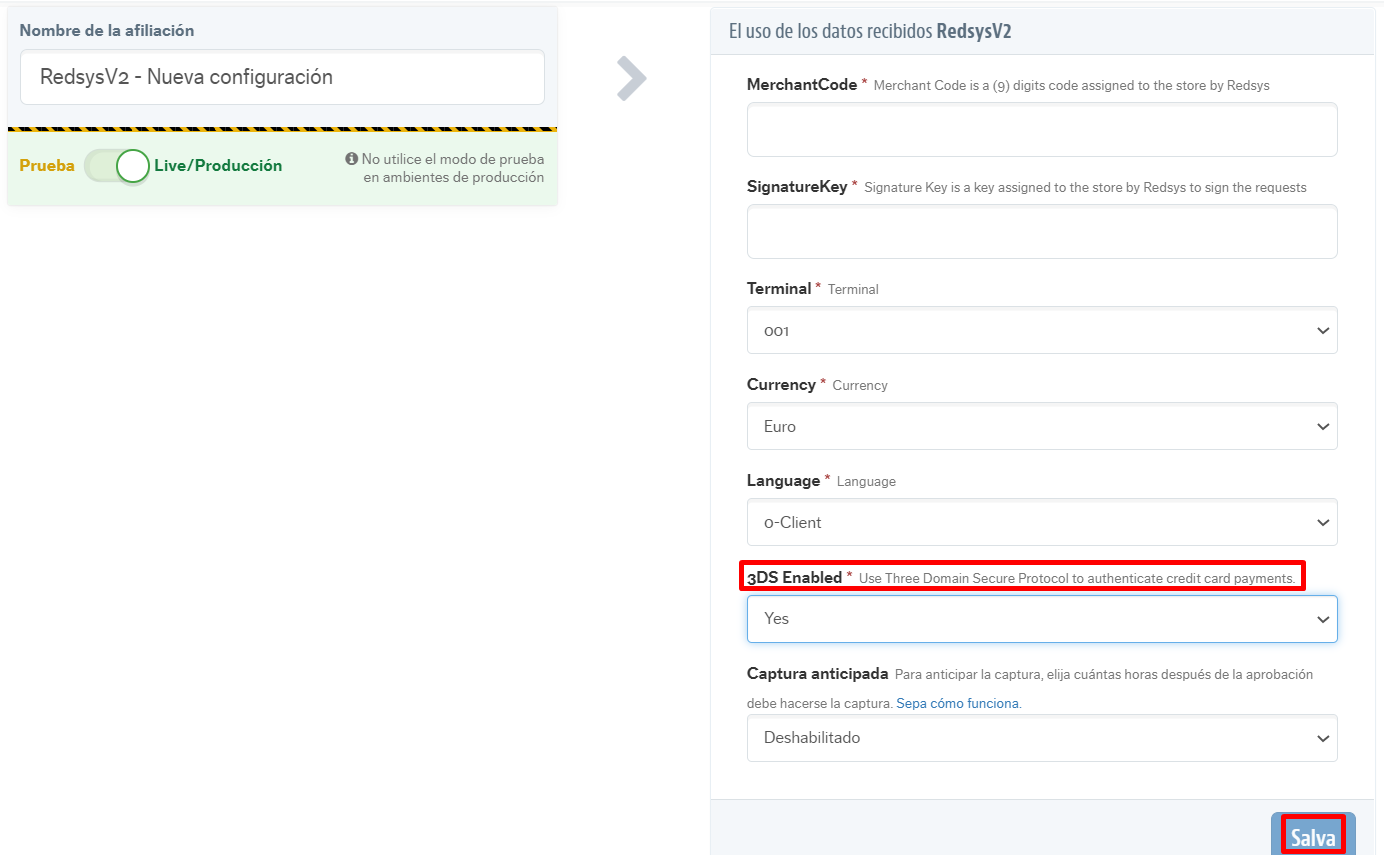 Nombre de la afiliación
RedsysV2 - Nueva configuración
Prueba
Live/Producción
No utilice el modo de prueba
en ambientes de producción
El uso de los datos recibidos RedsysV2
MerchantCode * Merchant Code is a (9) digits code assigned to the store by Redsys
SignatureKey * Signature Key is a key assigned to the store by Redsys to sign the requests
Terminal * Terminal
001
Currency * Currency
Euro
Language * Language
0-Client
3DS Enabled * Use Three Domain Secure Protocol to authenticate credit card payments.
Yes
Captura anticipada Para anticipar la captura, elija cuántas horas después de la aprobación
debe hacerse la captura. Sepa cómo funciona.
Deshabilitado
Salva